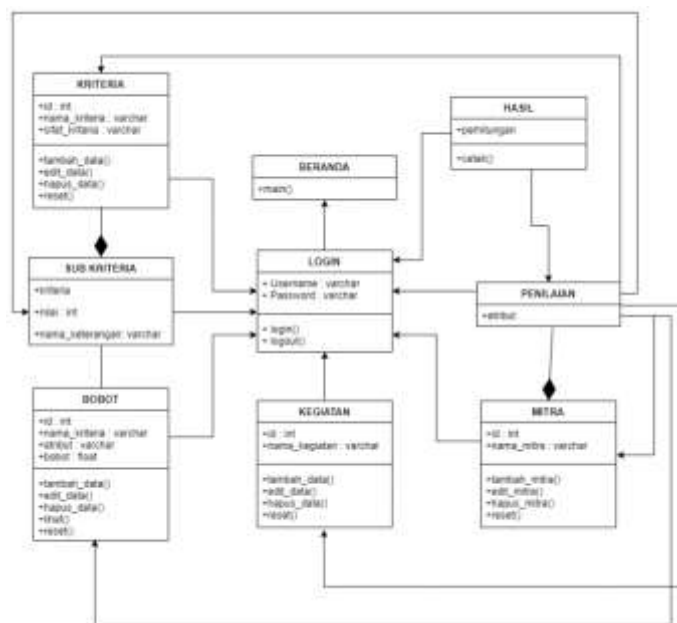 KRITERIA
+id : int
+nama_kriteria : varchar
+sifat_kriteria : varchar
+tambah_data()
+edit_data()
+hapus_data()
+reset()
HASIL
+perhitungan
+cetak()
BERANDA
+main()
SUB KRITERIA
+kriteria
+nilai : int
+nama_keterangan: varchar
LOGIN
+ Username : varchar
+ Password : varchar
+ login()
+ logout()
PENILAIAN
+atribut
BOBOT
+id : int
+nama_kriteria : varchar
+atribut : varchar
+bobot : float
+tambah_data()
+edit_data()
+hapus_data()
+lihat()
+reset()
KEGIATAN
+id : int
+nama_kegiatan : varchar
+tambah_data()
+edit_data()
+hapus_data()
+reset()
MITRA
+id : int
+nama_mitra : varchar
+tambah_mitra()
+edit_mitra()
+hapus_mitra()
+reset()